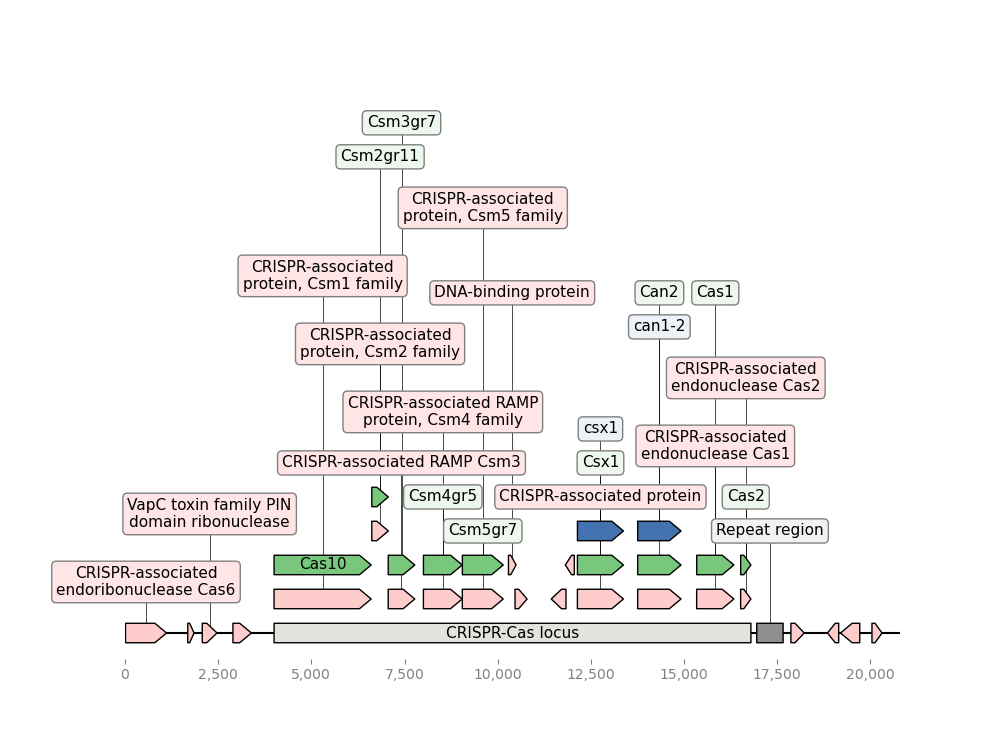 Csm3gr7
Csm2gr11
CRISPR-associated
protein, Csm5 family
CRISPR-associated
protein, Csm1 family
DNA-binding protein
Can2
Cas1
can1-2
CRISPR-associated
protein, Csm2 family
CRISPR-associated
endonuclease Cas2
CRISPR-associated RAMP
protein, Csm4 family
csx1
CRISPR-associated
endonuclease Cas1
CRISPR-associated RAMP Csm3
Csx1
VapC toxin family PIN
domain ribonuclease
Csm4gr5
CRISPR-associated protein
Cas2
Csm5gr7
Repeat region
Cas10
CRISPR-associated
endoribonuclease Cas6
CRISPR-Cas locus
0
2,500
5,000
7,500
10,000
12,500
15,000
17,500
20,000